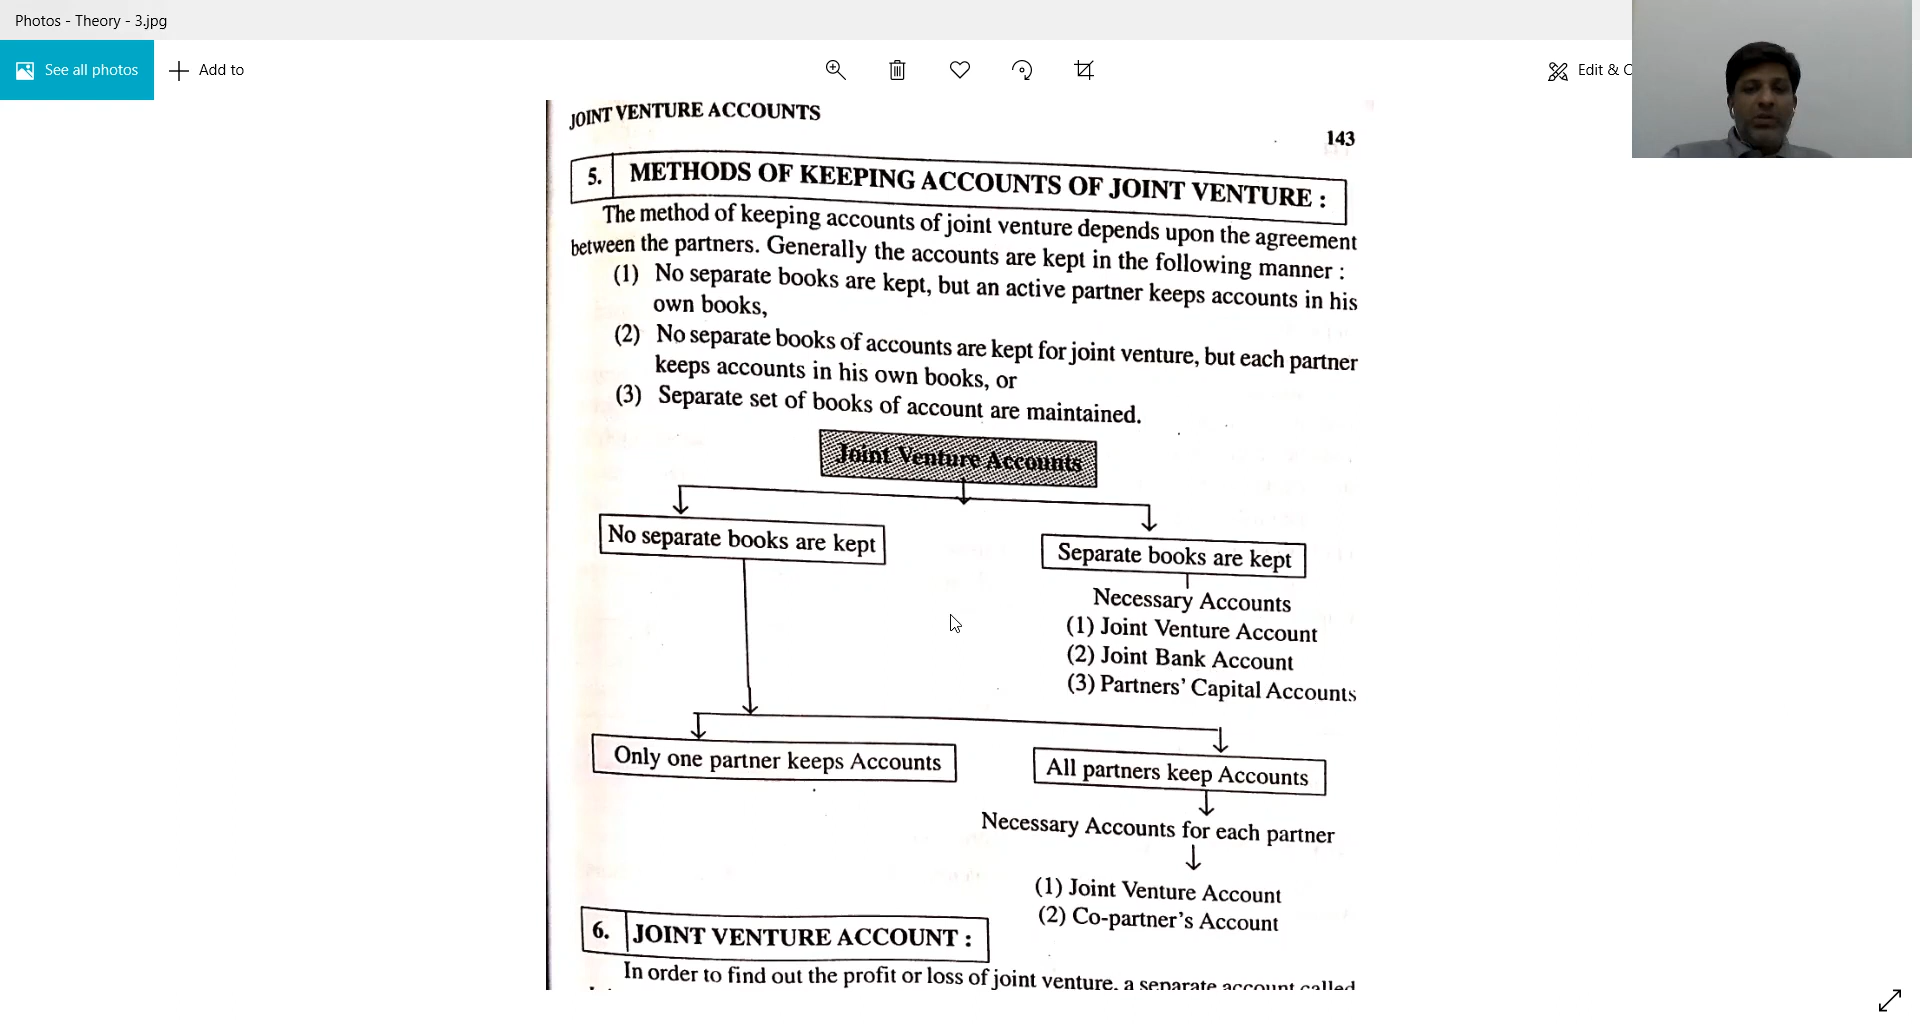 Photos - Theory - 3.jpg
See all photos
Add to
Edit & C
JOINT VENTURE ACCOUNTS
143
5. METHODS OF KEEPING ACCOUNTS OF JOINT VENTURE :
The method of keeping accounts of joint venture depends upon the agreement
between the partners. Generally the accounts are kept in the following manner :
(1) No separate books are kept, but an active partner keeps accounts in his
own books,
(2) No separate books of accounts are kept for joint venture, but each partner
keeps accounts in his own books, or
(3) Separate set of books of account are maintained.
Joint Venture Accounts
No separate books are kept
Separate books are kept
Necessary Accounts
(1) Joint Venture Account
(2) Joint Bank Account
(3) Partners' Capital Accounts
Only one partner keeps Accounts
All partners keep Accounts
Necessary Accounts for each partner
(1) Joint Venture Account
(2) Co-partner's Account
6. JOINT VENTURE ACCOUNT :
In order to find out the profit or loss of joint venture, a separate account called